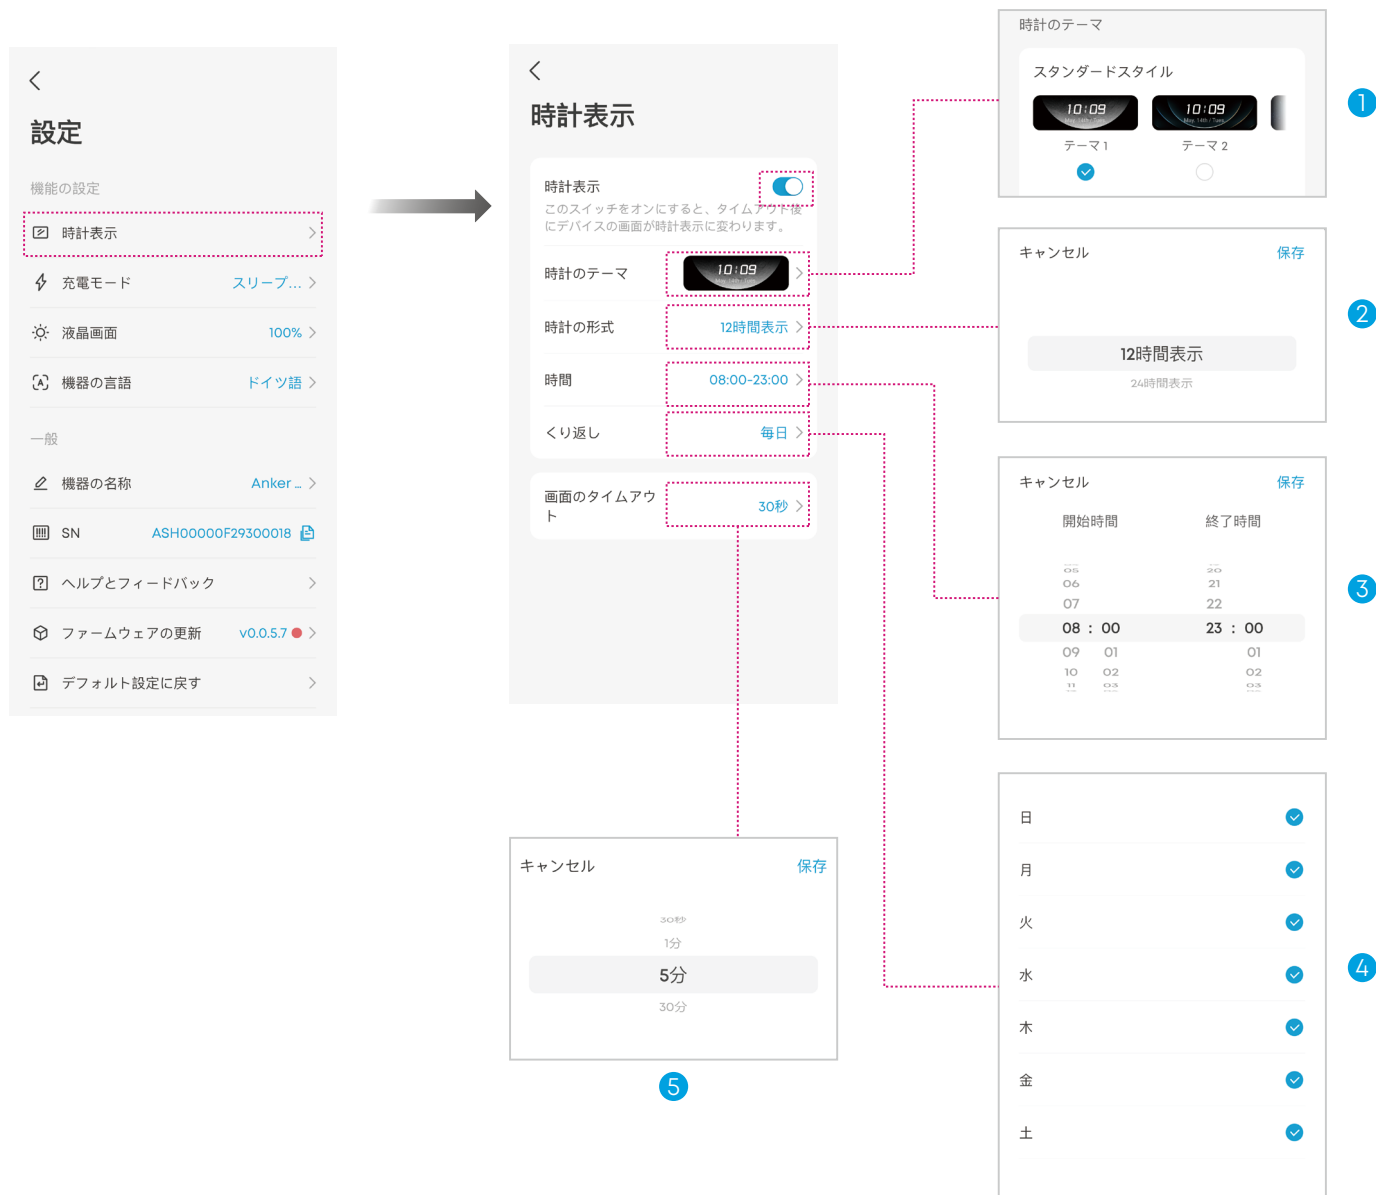 設定
機能の設定
時計表示
充電モード スリープ...
液晶画面 100%
機器の言語 ドイツ語
一般
機器の名称 Anker ...
SN ASH00000F29300018
ヘルプとフィードバック
ファームウェアの更新 v0.0.5.7
デフォルト設定に戻す
時計表示
時計表示
このスイッチをオンにすると、タイムアウト後
にデバイスの画面が時計表示に変わります。
時計のテーマ 10:09
時計の形式 12時間表示
時間 08:00-23:00
くり返し 毎日
画面のタイムアウ
ト
30秒
時計のテーマ
スタンダードスタイル
10:09 10:09
May. 14th / Tues. May. 14th / Tues.
テーマ 1 テーマ 2
1
キャンセル 保存
12時間表示
24時間表示
2
キャンセル 保存
開始時間 終了時間
05 20
06 21
07 22
08 : 00 23 : 00
09 01 01
10 02 02
11 03 03
3
日
月
火
水
木
金
土
4
キャンセル 保存
30秒
1分
5分
30分
5